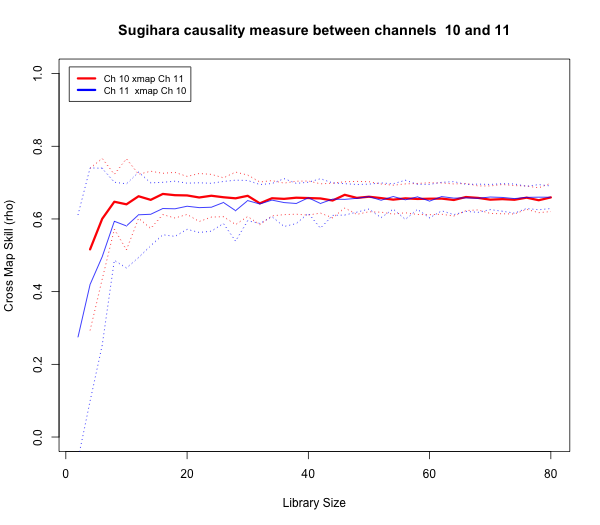 Sugihara causality measure between channels  10 and 11
Ch 10 xmap Ch 11
Ch 11  xmap Ch 10
Cross Map Skill (rho)
1.0
0.8
0.6
0.4
0.2
0.0
0 20 40 60 80
Library Size